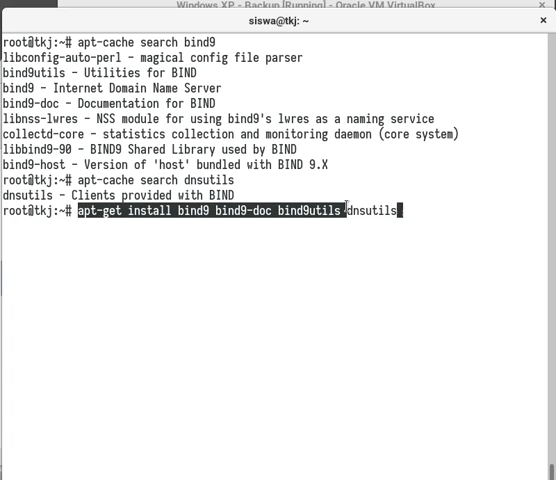 Windows XP - Backup [Running] - Oracle VM VirtualBox
siswa@tkj: ~
root@tkj:~# apt-cache search bind9
libconfig-auto-perl - magical config file parser
bind9utils - Utilities for BIND
bind9 - Internet Domain Name Server
bind9-doc - Documentation for BIND
libnss-lwres - NSS module for using bind9's lwres as a naming service
collectd-core - statistics collection and monitoring daemon (core system)
libbind9-90 - BIND9 Shared Library used by BIND
bind9-host - Version of 'host' bundled with BIND 9.X
root@tkj:~# apt-cache search dnsutils
dnsutils - Clients provided with BIND
root@tkj:~# apt-get install bind9 bind9-doc bind9utils dnsutils